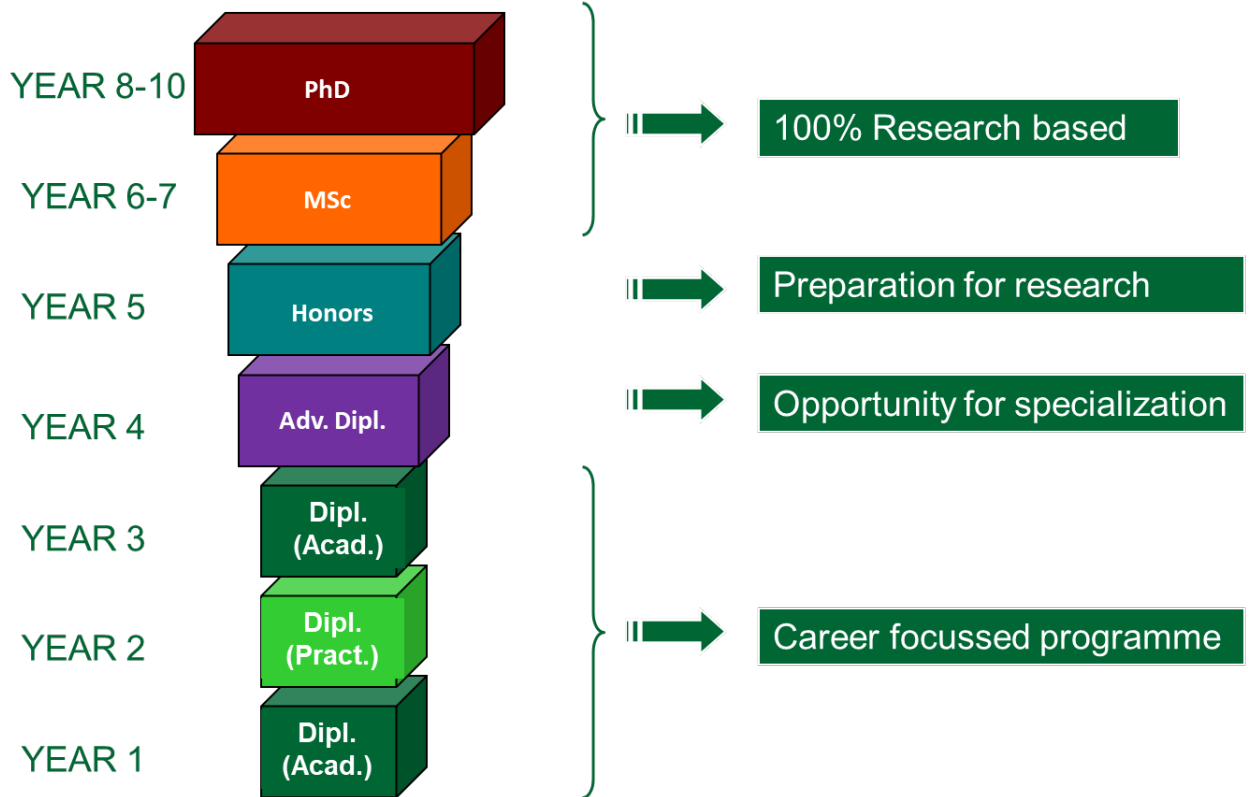 YEAR 8-10
PhD
100% Research based
YEAR 6-7
MSc
YEAR 5
Honors
Preparation for research
YEAR 4
Adv. Dipl.
Opportunity for specialization
YEAR 3
Dipl.
(Acad.)
YEAR 2
Dipl.
(Pract.)
Career focussed programme
YEAR 1
Dipl.
(Acad.)